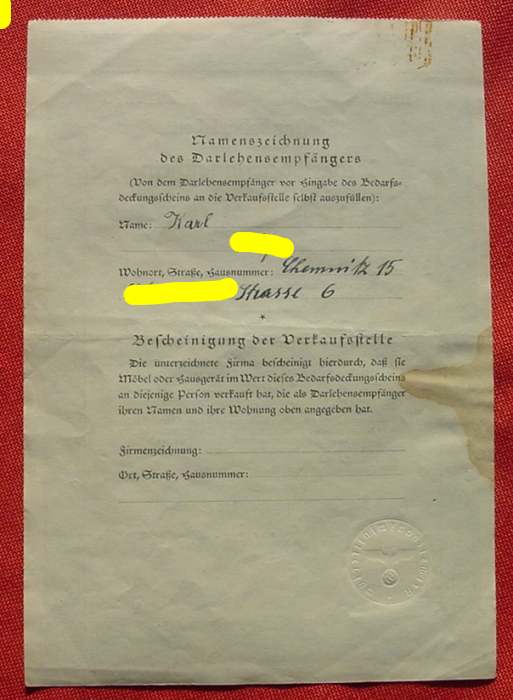 Namenszeichnung
des Darlehensempfängers
(Von dem Darlehensempfänger vor Hingabe des Bedarfs-
deckungsscheins an die Verkaufsstelle selbst auszufüllen):
Name: Karl
Wohnort, Straße, Hausnummer: Chemnitz 15
Strasse 6
*
Bescheinigung der Verkaufsstelle
Die unterzeichnete Firma bescheinigt hierdurch, daß sie
Möbel oder Hausgerät im Wert dieses Bedarfsdeckungsscheins
an diejenige Person verkauft hat, die als Darlehensempfänger
ihren Namen und ihre Wohnung oben angegeben hat.
Firmenzeichnung:
Ort, Straße, Hausnummer: